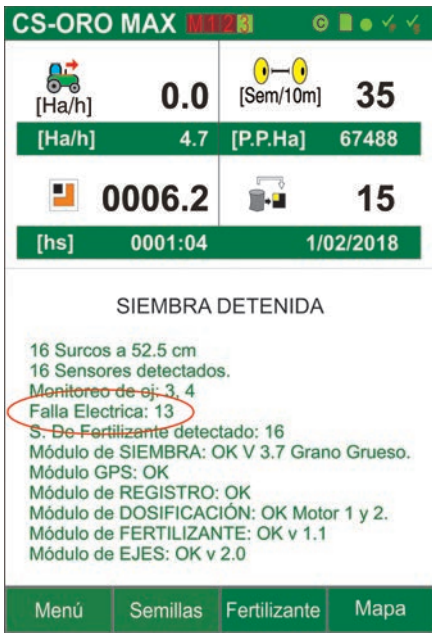 CS-ORO MAX M 1 2 3 C
[Ha/h] 0.0 [Sem/10m] 35
[Ha/h] 4.7 [P.P.Ha] 67488
0006.2 15
[hs] 0001:04 1/02/2018
SIEMBRA DETENIDA
16 Surcos a 52.5 cm
16 Sensores detectados.
Monitoreo de ej: 3, 4
Falla Electrica: 13
S. De Fertilizante detectado: 16
Módulo de SIEMBRA: OK V 3.7 Grano Grueso.
Módulo GPS: OK
Módulo de REGISTRO: OK
Módulo de DOSIFICACIÓN: OK Motor 1 y 2.
Módulo de FERTILIZANTE: OK v 1.1
Módulo de EJES: OK v 2.0
Menú Semillas Fertilizante Mapa